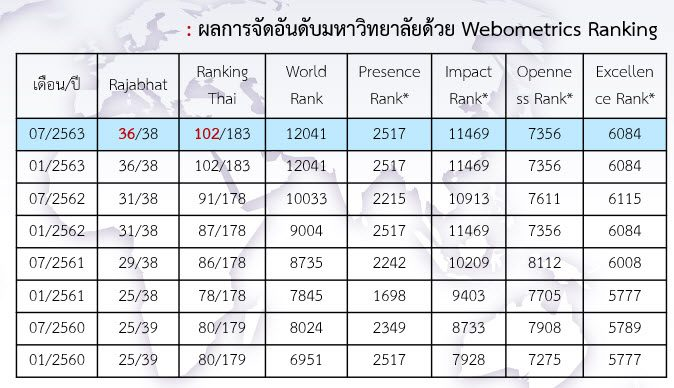 : ผลการจัดอันดับมหาวิทยาลัยด้วย Webometrics Ranking
เดือน/ปี Rajabhat Ranking Thai World Rank Presence Rank* Impact Rank* Openne ss Rank* Excellen ce Rank*
07/2563 36/38 102/183 12041 2517 11469 7356 6084
01/2563 36/38 102/183 12041 2517 11469 7356 6084
07/2562 31/38 91/178 10033 2215 10913 7611 6115
01/2562 31/38 87/178 9004 2517 11469 7356 6084
07/2561 29/38 86/178 8735 2242 10209 8112 6008
01/2561 25/38 78/178 7845 1698 9403 7705 5777
07/2560 25/39 80/179 8024 2349 8733 7908 5789
01/2560 25/39 80/179 6951 2517 7928 7275 5777